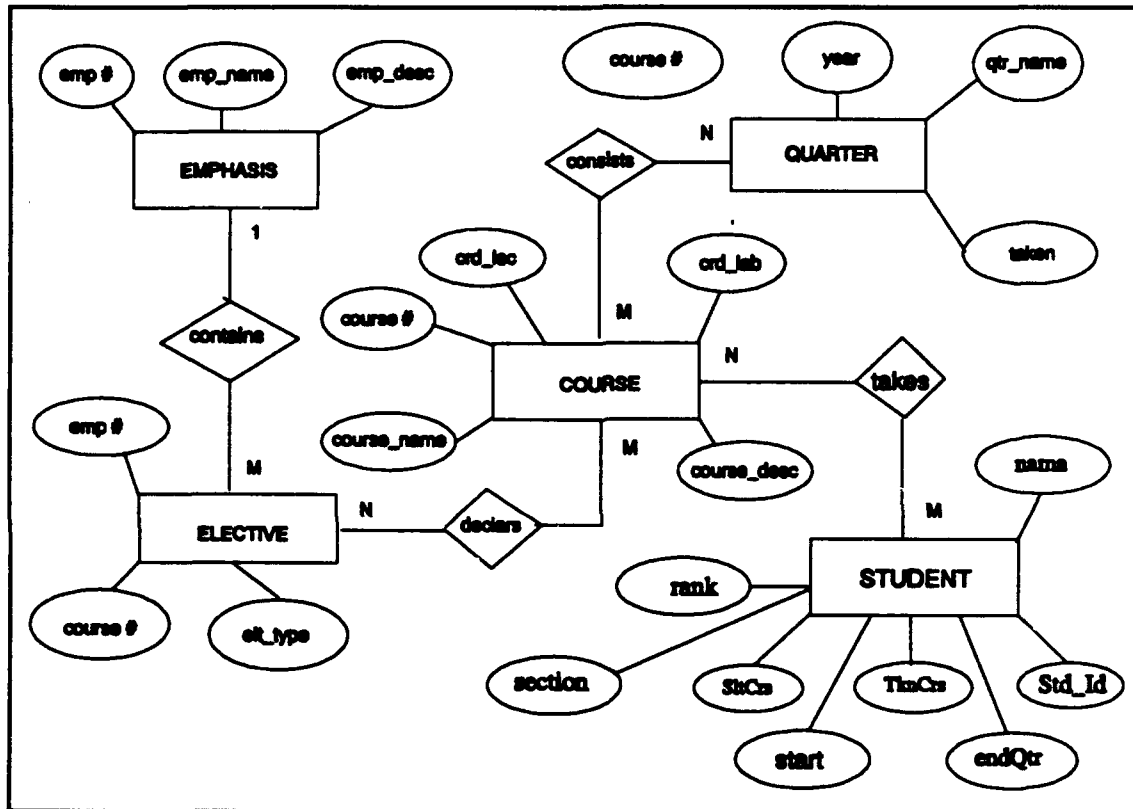 emp #
emp_name
emp_desc
course #
year
qtr_name
EMPHASIS
consists
N
QUARTER
1
crd_lec
crd_lab
taken
contains
course #
M
N
COURSE
takes
emp #
course_name
M
course_desc
nama
M
N
declars
M
ELECTIVE
rank
STUDENT
course #
elt_type
section
SltCrs
TknCrs
Std_Id
start
endQtr